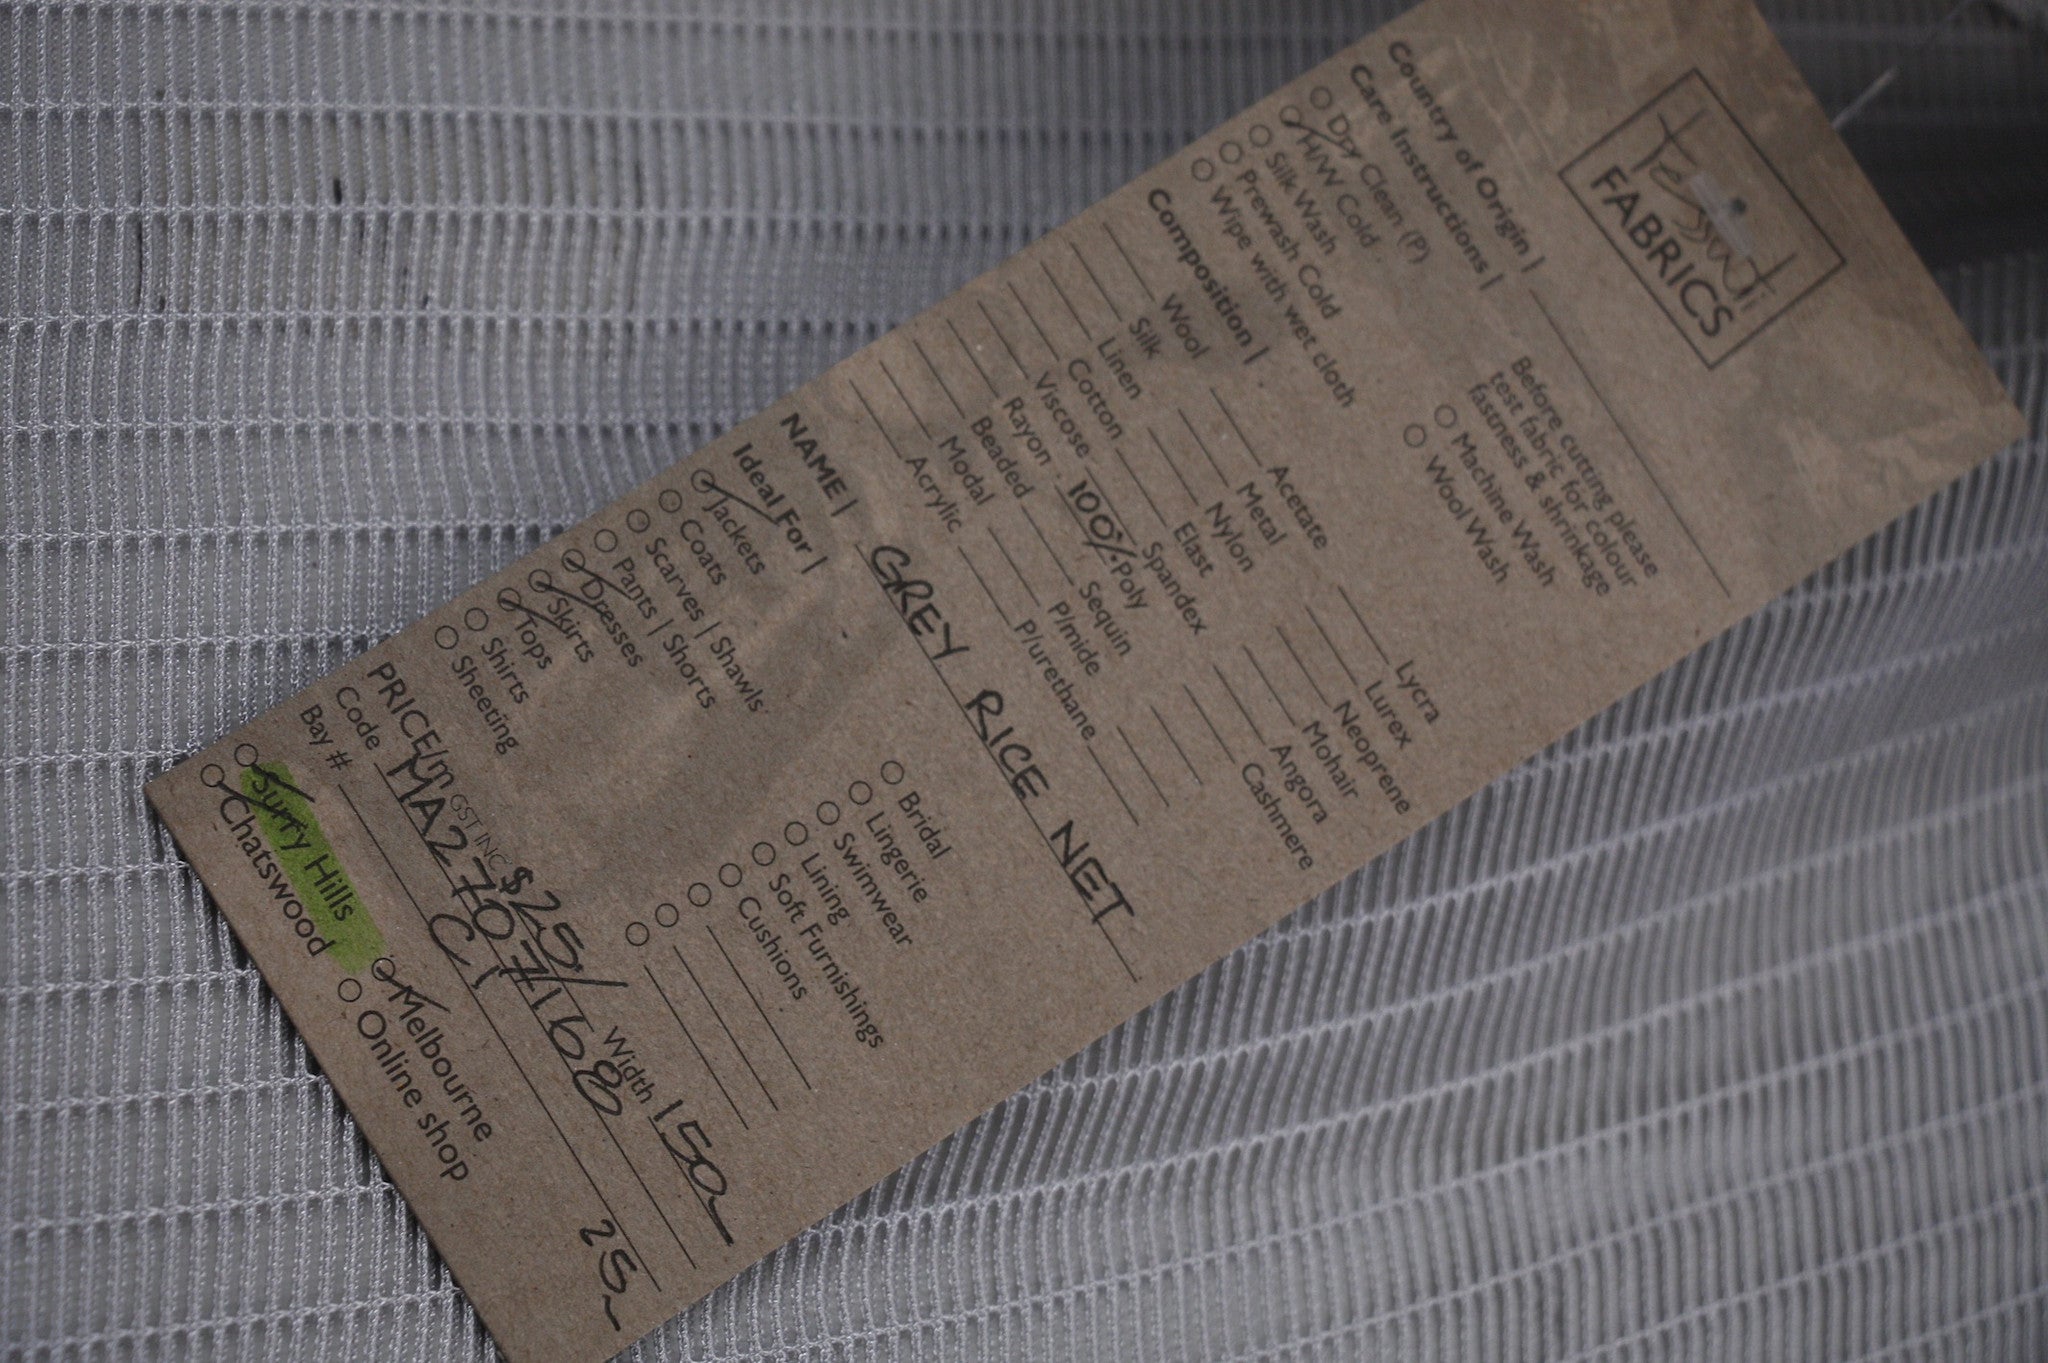 Tessuti
FABRICS
Country of Origin |
Care Instructions |
Before cutting please
test fabric for colour
fastness & shrinkage
Dry Clean (P)
H/W Cold
Silk Wash
Prewash Cold
Wipe with wet cloth
Machine Wash
Wool Wash
Composition |
Wool
Silk
Linen
Cotton
Viscose
Rayon
Beaded
Modal
Acrylic
Acetate
Metal
Nylon
Elast
Spandex
100% Poly
Sequin
P/mide
P/urethane
Lycra
Lurex
Neoprene
Mohair
Angora
Cashmere
NAME | GREY RICE NET
Ideal For |
Jackets
Coats
Scarves | Shawls
Pants | Shorts
Dresses
Skirts
Tops
Shirts
Sheeting
Bridal
Lingerie
Swimwear
Lining
Soft Furnishings
Cushions
PRICE/m GST INC $25/ Width 150
Code MA2707/168
Bay # C1 25
Surry Hills
Chatswood
Melbourne
Online shop